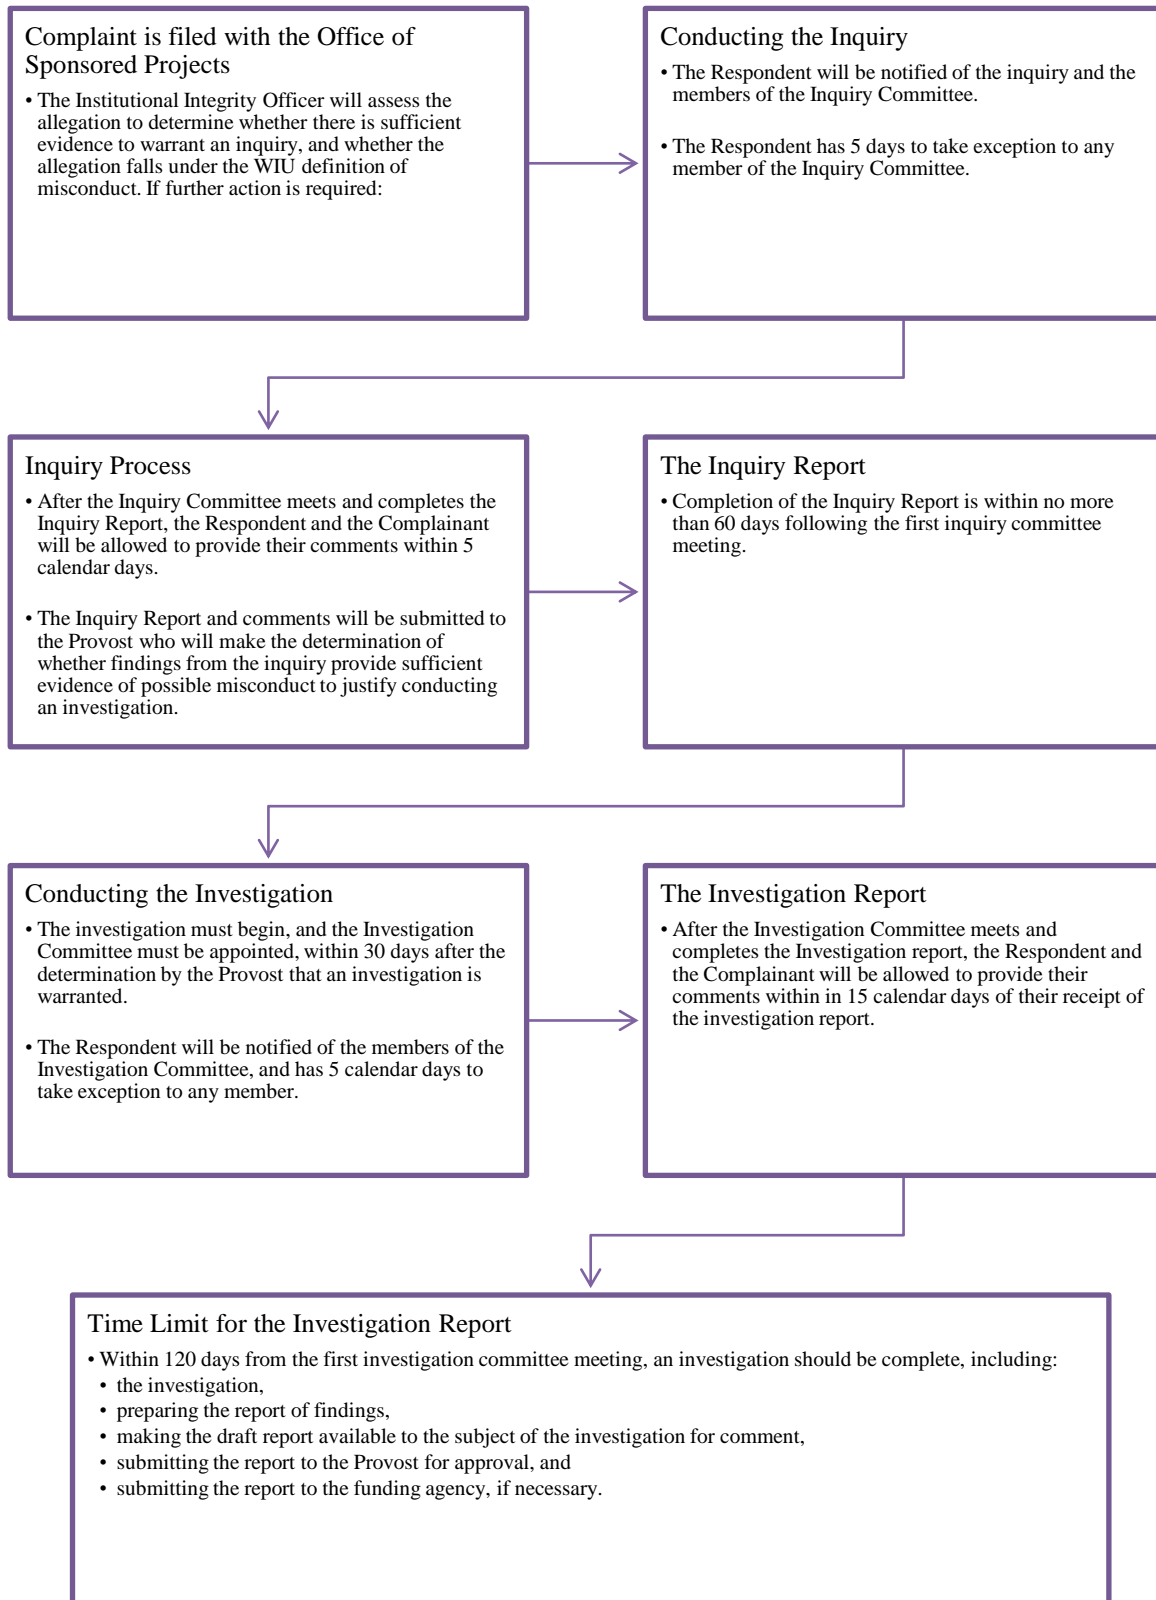 Complaint is filed with the Office of
Sponsored Projects
• The Institutional Integrity Officer will assess the
allegation to determine whether there is sufficient
evidence to warrant an inquiry, and whether the
allegation falls under the WIU definition of
misconduct. If further action is required:
Conducting the Inquiry
• The Respondent will be notified of the inquiry and the
members of the Inquiry Committee.
• The Respondent has 5 days to take exception to any
member of the Inquiry Committee.
Inquiry Process
• After the Inquiry Committee meets and completes the
Inquiry Report, the Respondent and the Complainant
will be allowed to provide their comments within 5
calendar days.
• The Inquiry Report and comments will be submitted to
the Provost who will make the determination of
whether findings from the inquiry provide sufficient
evidence of possible misconduct to justify conducting
an investigation.
The Inquiry Report
• Completion of the Inquiry Report is within no more
than 60 days following the first inquiry committee
meeting.
Conducting the Investigation
• The investigation must begin, and the Investigation
Committee must be appointed, within 30 days after the
determination by the Provost that an investigation is
warranted.
• The Respondent will be notified of the members of the
Investigation Committee, and has 5 calendar days to
take exception to any member.
The Investigation Report
• After the Investigation Committee meets and
completes the Investigation report, the Respondent and
the Complainant will be allowed to provide their
comments within in 15 calendar days of their receipt of
the investigation report.
Time Limit for the Investigation Report
• Within 120 days from the first investigation committee meeting, an investigation should be complete, including:
• the investigation,
• preparing the report of findings,
• making the draft report available to the subject of the investigation for comment,
• submitting the report to the Provost for approval, and
• submitting the report to the funding agency, if necessary.